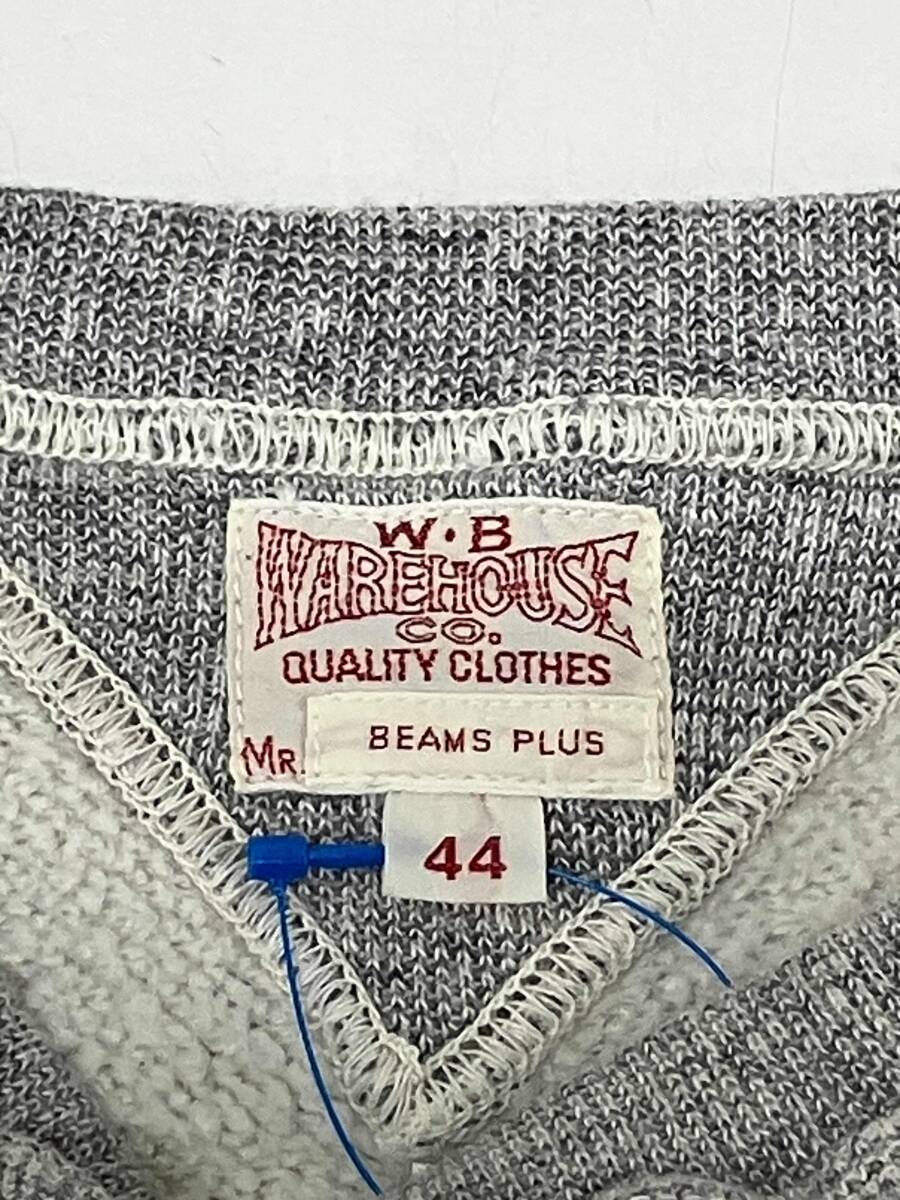 W·B
WAREHOUSE
CO.
QUALITY CLOTHES
MR. BEAMS PLUS
44